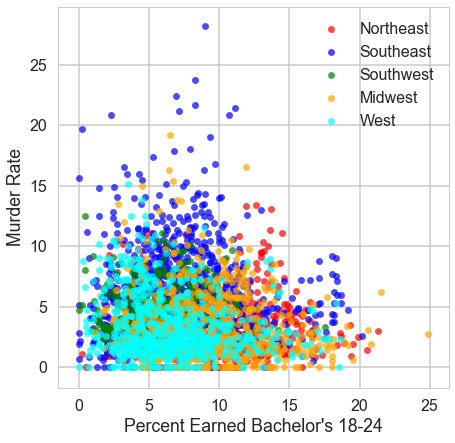 Northeast
Southeast
Southwest
Midwest
West
25
20
15
10
5
0
Murder Rate
0 5 10 15 20 25
Percent Earned Bachelor's 18-24